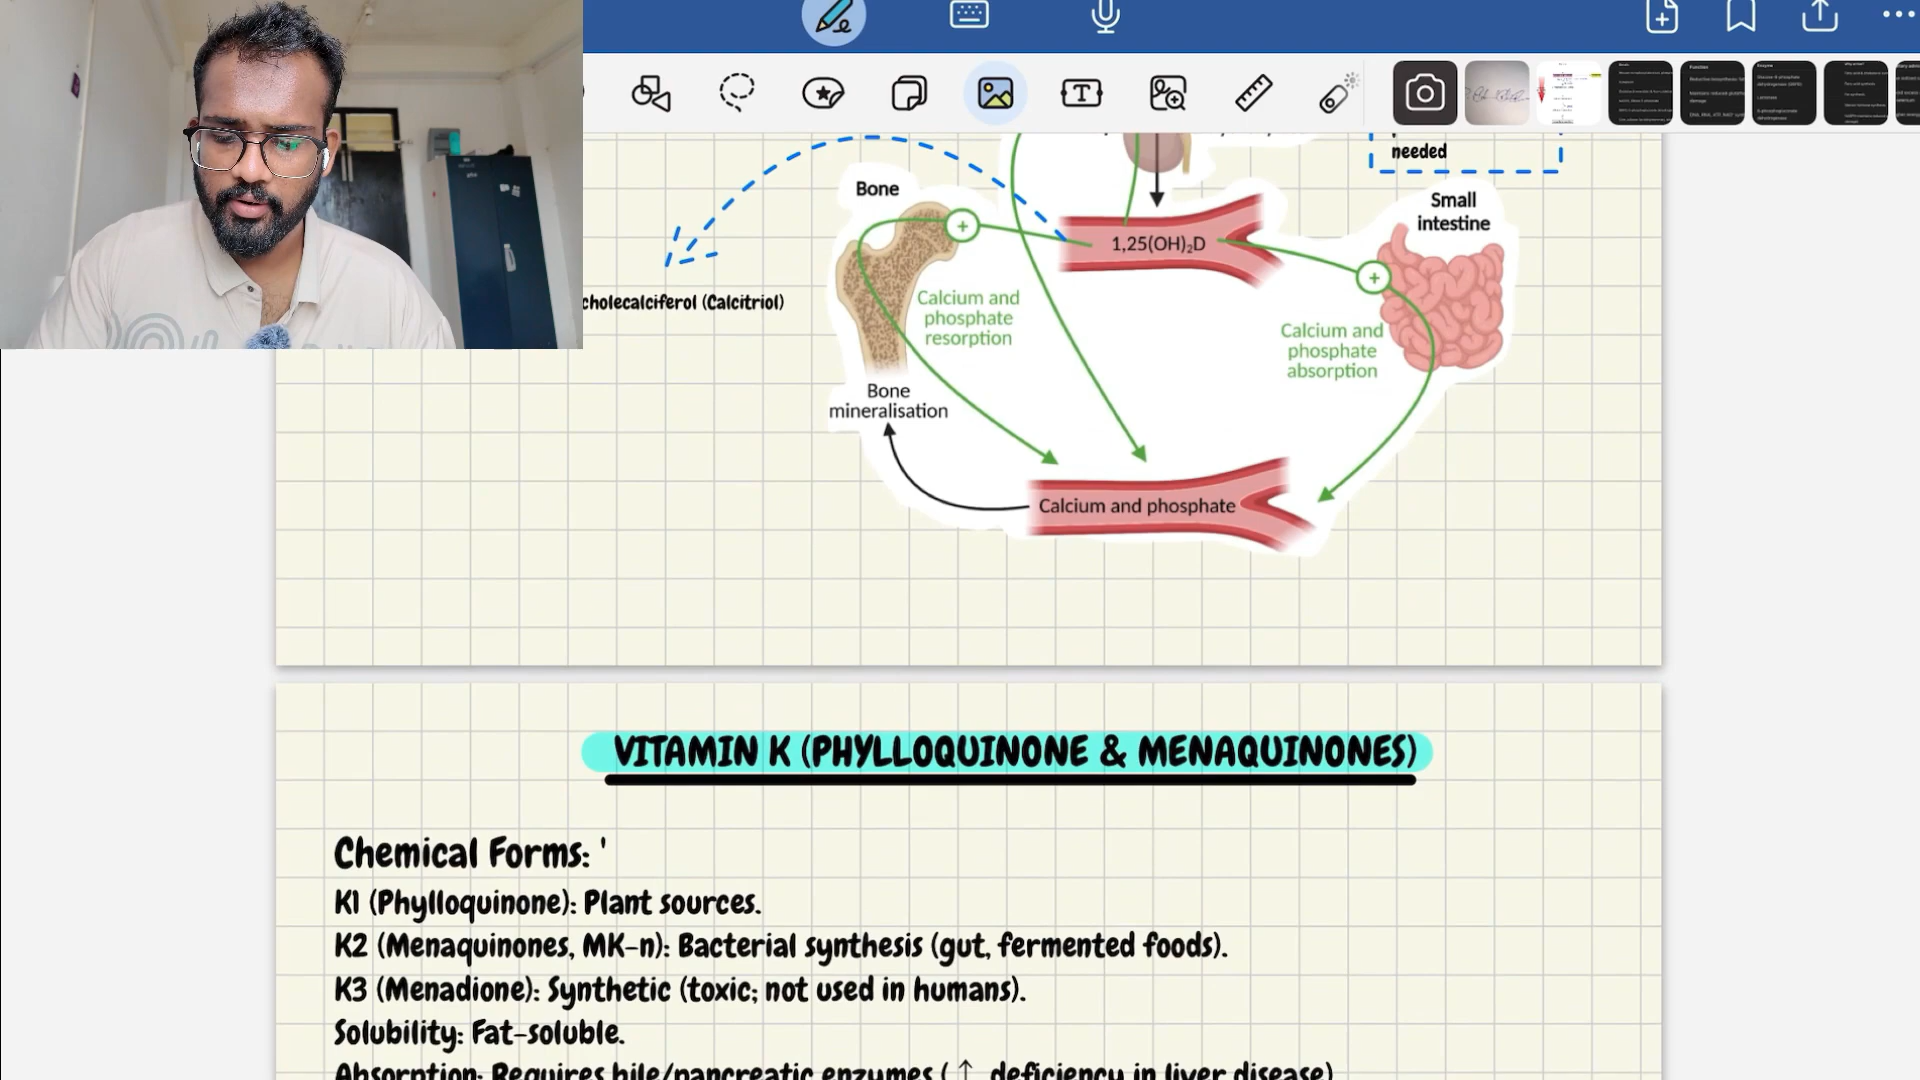 needed
Bone
Small
intestine
1,25(OH)₂D
cholecalciferol (Calcitriol)
Calcium and
phosphate
resorption
Calcium and
phosphate
absorption
Bone
mineralisation
Calcium and phosphate
VITAMIN K (PHYLLOQUINONE & MENAQUINONES)
Chemical Forms: '
K1 (Phylloquinone): Plant sources.
K2 (Menaquinones, MK-n): Bacterial synthesis (gut, fermented foods).
K3 (Menadione): Synthetic (toxic; not used in humans).
Solubility: Fat-soluble.
Absorption: Requires bile/pancreatic enzymes (↑ deficiency in liver disease)